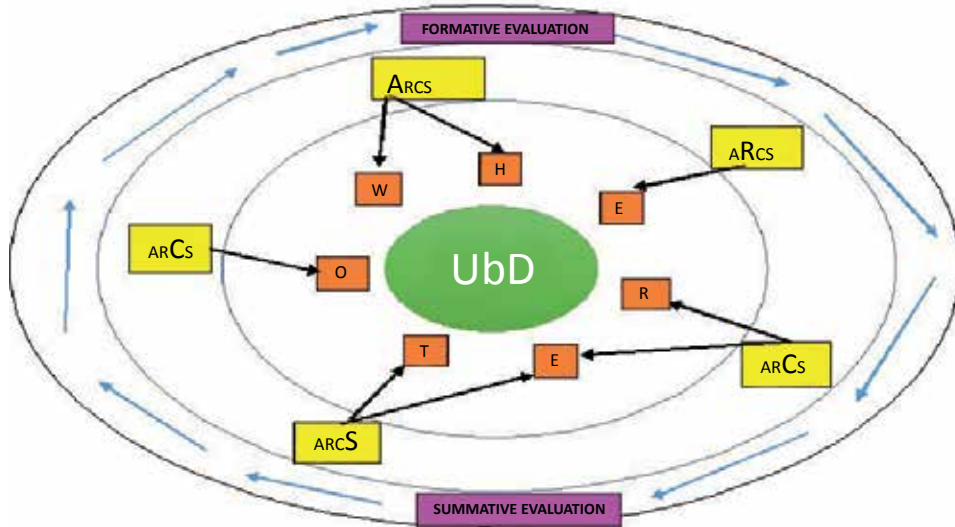 FORMATIVE EVALUATION
ARCS
ARCS
H
W
E
ARCS
UbD
O
R
T
E
ARCS
ARCS
SUMMATIVE EVALUATION